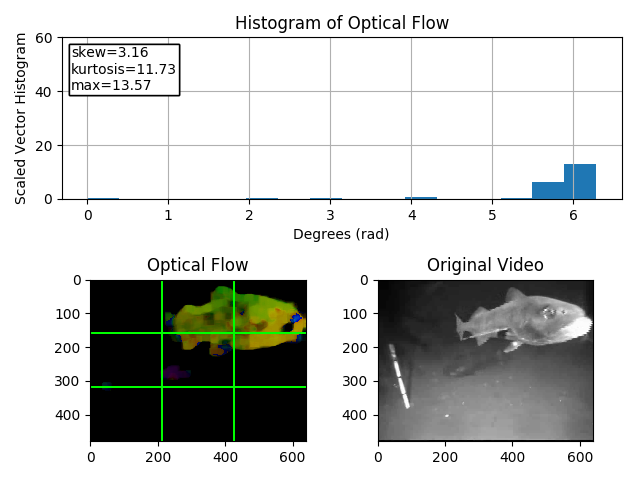 Histogram of Optical Flow
60
40
20
0
Scaled Vector Histogram
skew=3.16
kurtosis=11.73
max=13.57
0 1 2 3 4 5 6
Degrees (rad)
Optical Flow
0
100
200
300
400
0 200 400 600
Original Video
0
100
200
300
400
0 200 400 600